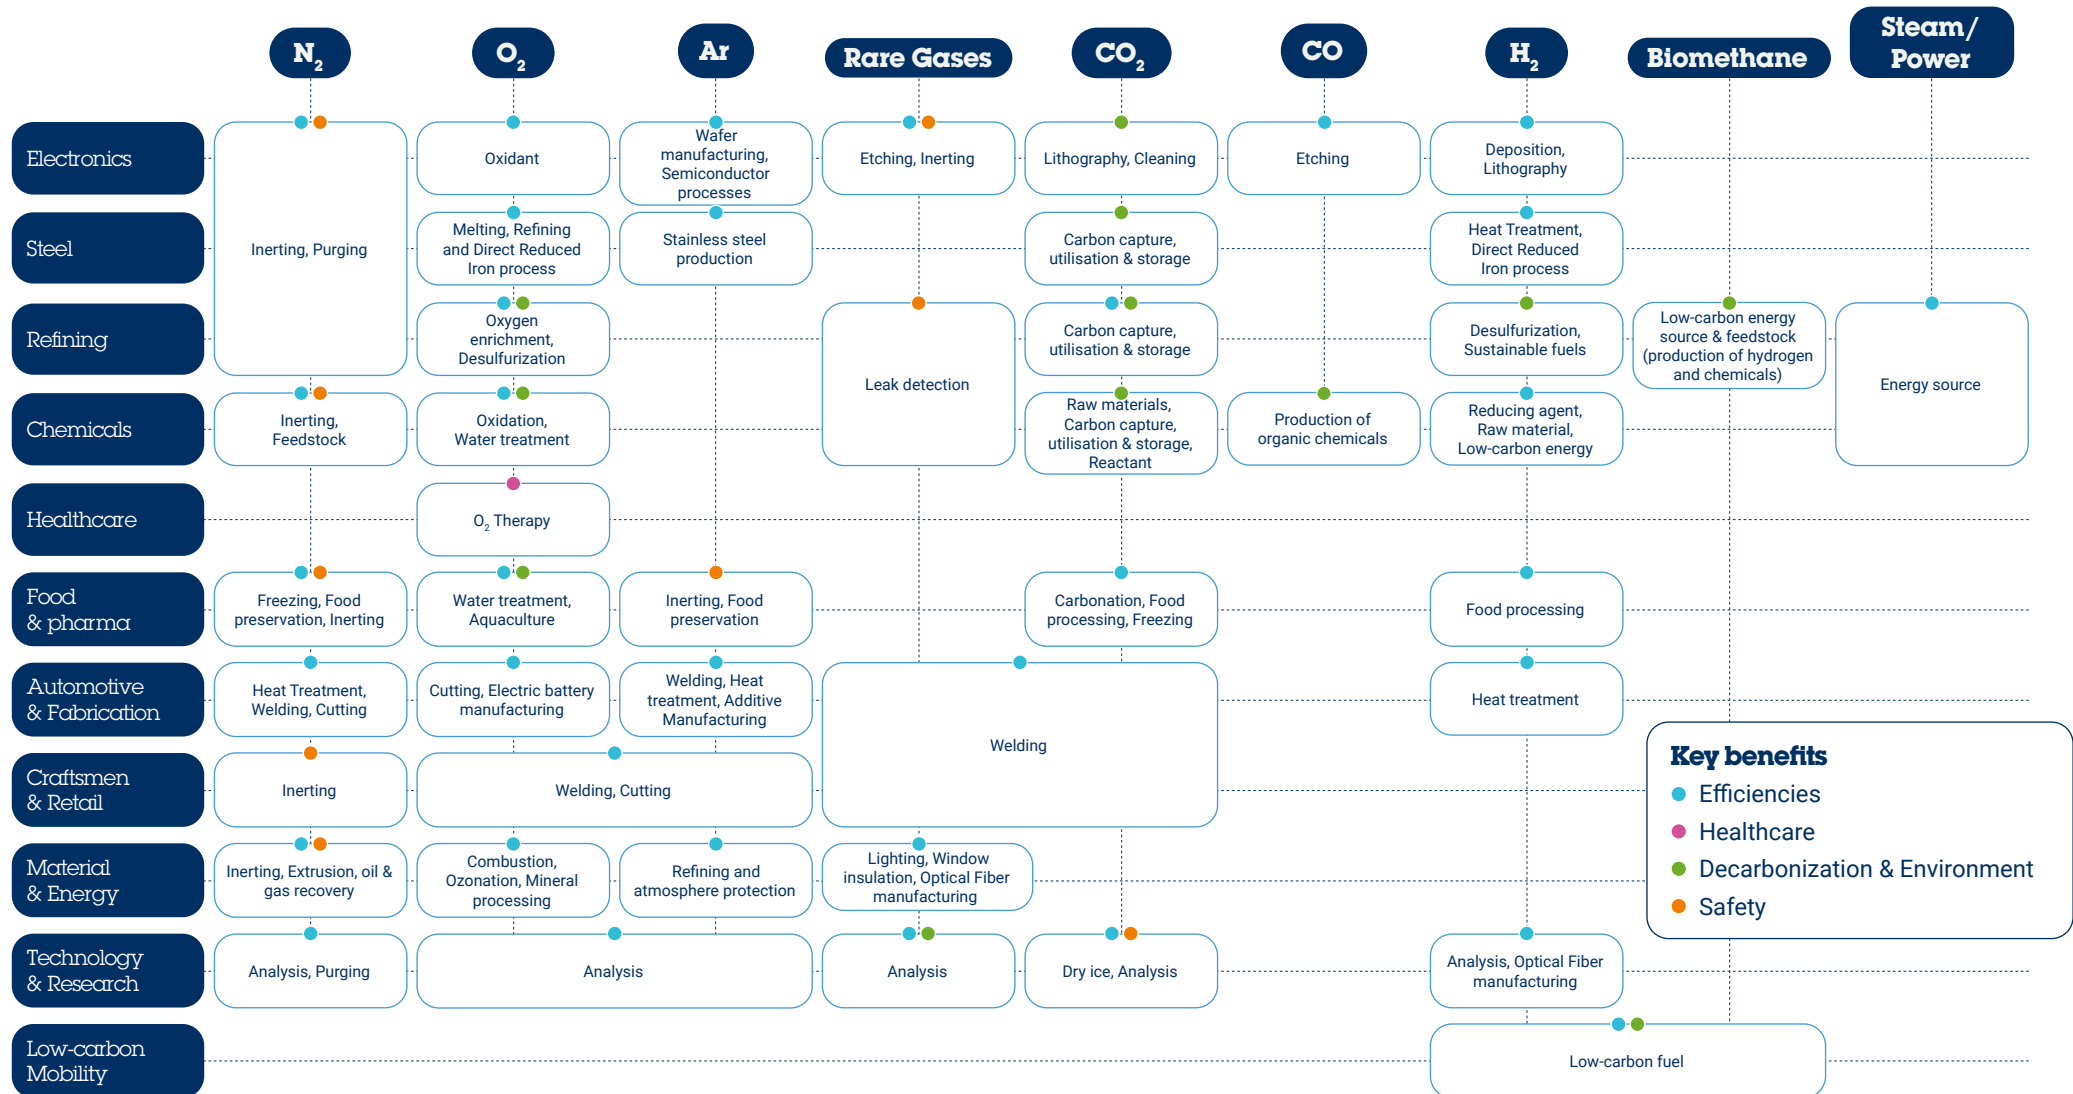 N2
O2
Ar
Rare Gases
CO2
CO
H2
Biomethane
Steam/
Power
Electronics
Inerting, Purging
Oxidant
Wafer
manufacturing,
Semiconductor
processes
Etching, Inerting
Lithography, Cleaning
Etching
Deposition,
Lithography
Steel
Melting, Refining
and Direct Reduced
Iron process
Stainless steel
production
Carbon capture,
utilisation & storage
Heat Treatment,
Direct Reduced
Iron process
Refining
Oxygen
enrichment,
Desulfurization
Leak detection
Carbon capture,
utilisation & storage
Desulfurization,
Sustainable fuels
Low-carbon energy
source & feedstock
(production of hydrogen
and chemicals)
Energy source
Chemicals
Inerting,
Feedstock
Oxidation,
Water treatment
Raw materials,
Carbon capture,
utilisation & storage,
Reactant
Production of
organic chemicals
Reducing agent,
Raw material,
Low-carbon energy
Healthcare
O2 Therapy
Food
& pharma
Freezing, Food
preservation, Inerting
Water treatment,
Aquaculture
Inerting, Food
preservation
Carbonation, Food
processing, Freezing
Food processing
Automotive
& Fabrication
Heat Treatment,
Welding, Cutting
Cutting, Electric battery
manufacturing
Welding, Heat
treatment, Additive
Manufacturing
Welding
Heat treatment
Craftsmen
& Retail
Inerting
Welding, Cutting
Material
& Energy
Inerting, Extrusion, oil &
gas recovery
Combustion,
Ozonation, Mineral
processing
Refining and
atmosphere protection
Lighting, Window
insulation, Optical Fiber
manufacturing
Technology
& Research
Analysis, Purging
Analysis
Analysis
Dry ice, Analysis
Analysis, Optical Fiber
manufacturing
Low-carbon
Mobility
Low-carbon fuel
Key benefits
Efficiencies
Healthcare
Decarbonization & Environment
Safety